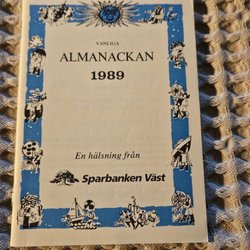 VANLIGA
ALMANACKAN
1989
En hälsning från
Sparbanken Väst